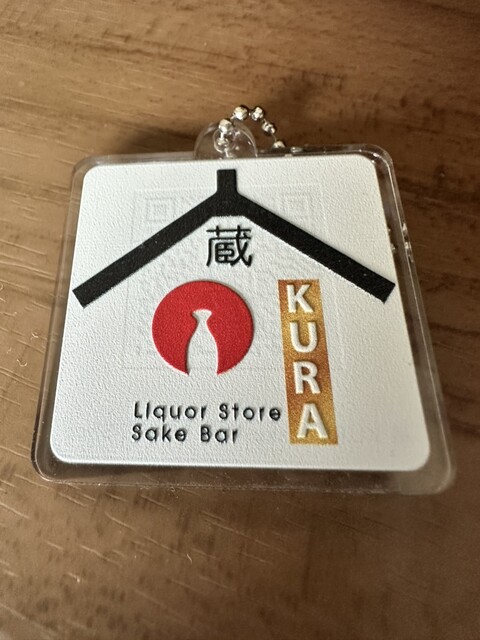 蔵
KURA
Liquor Store
Sake Bar